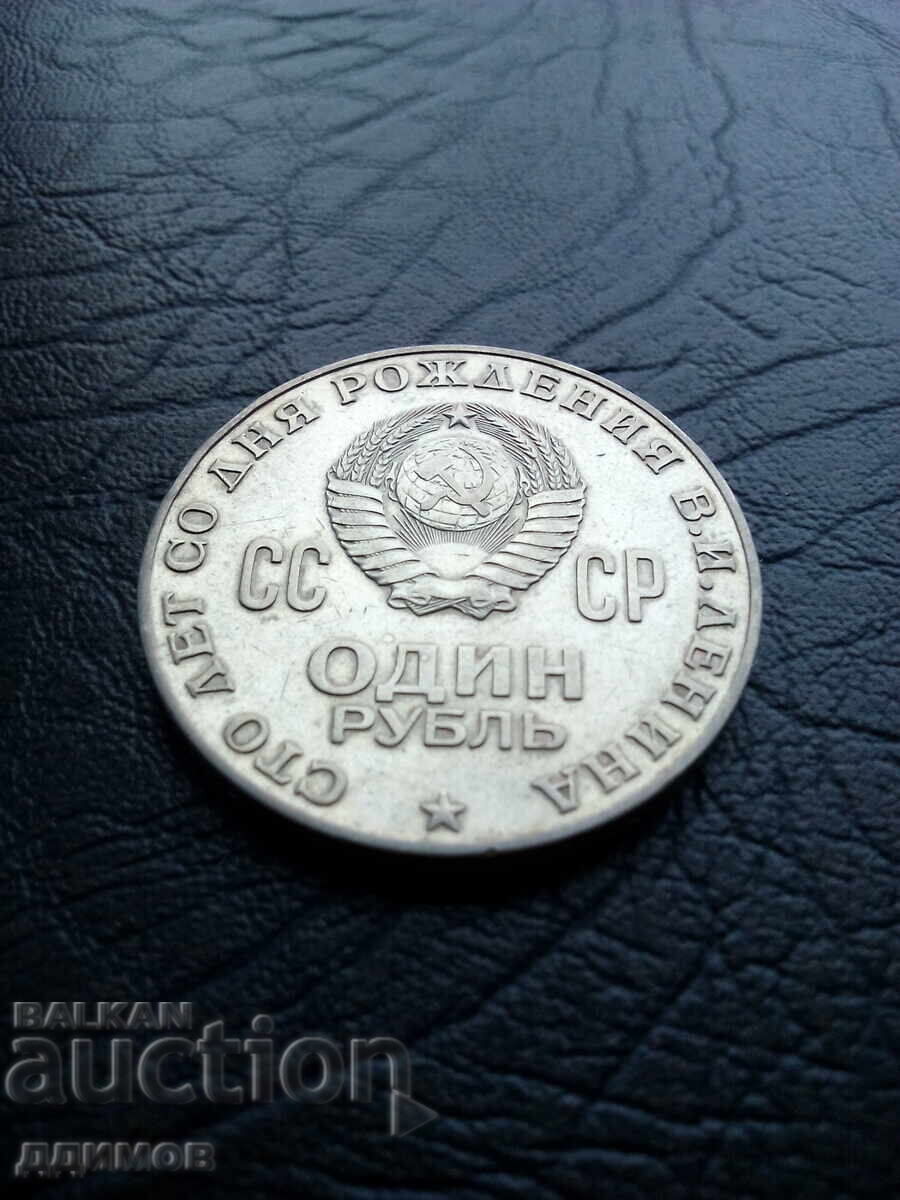 СТО ЛЕТ СО ДНЯ РОЖДЕНИЯ В.И.ЛЕНИНА
СС СР
ОДИН
РУБЛЬ
BALKAN
auction
ДДИМОВ